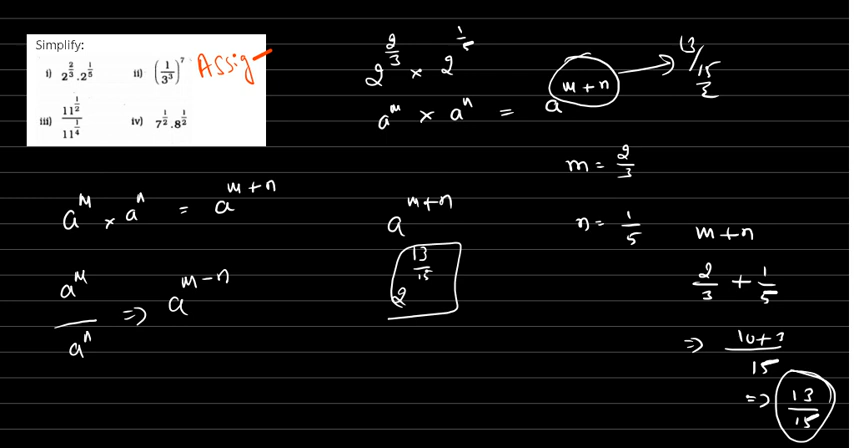 Simplify:
i) 2^(2/3) . 2^(1/5)
ii) (1/3^3)^7
Assig
iii) 11^(1/2) / 11^(1/4)
iv) 7^(1/2) . 8^(1/2)
2^(2/3) × 2^(1/5)
a^m × a^n = a^(m+n)
13/15
m = 2/3
n = 1/5
a^m × a^n = a^(m+n)
a^m / a^n => a^(m-n)
a^(m+n)
2^(13/15)
m+n
2/3 + 1/5
=> 10+3 / 15
=> 13/15